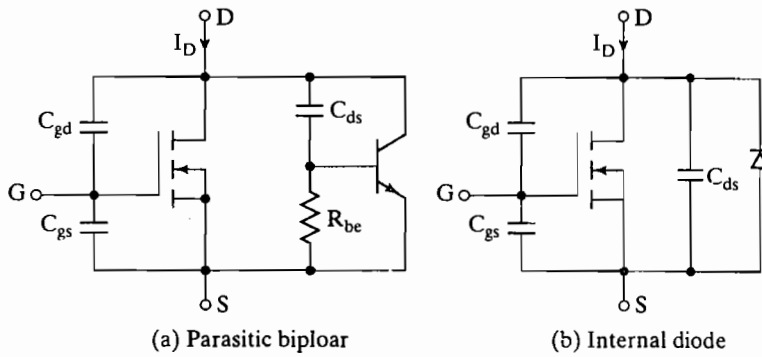 D
I_D
C_gd
C_ds
G
C_gs
R_be
S
(a) Parasitic biploar
D
I_D
C_gd
G
C_gs
C_ds
S
(b) Internal diode